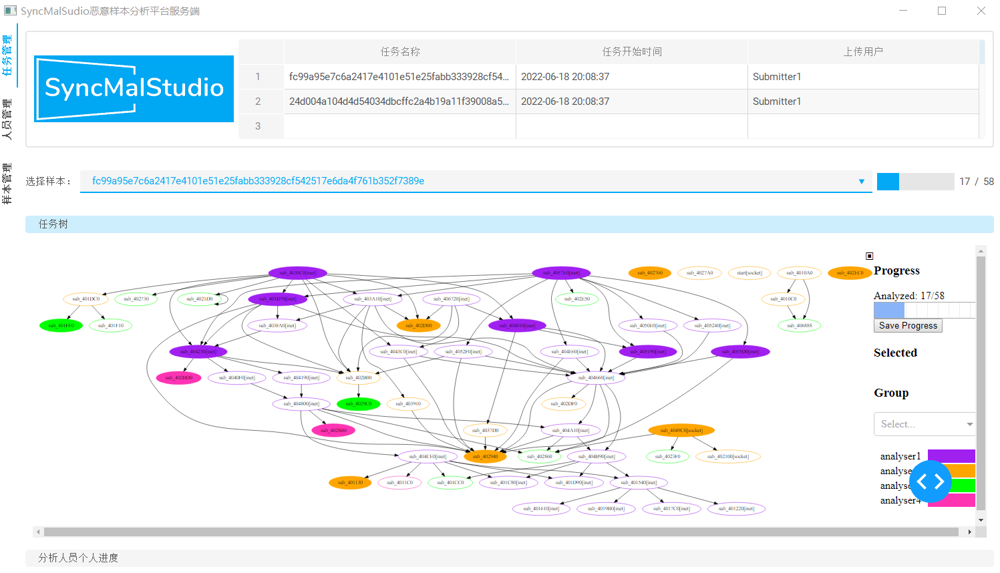 SyncMalSudio恶意样本分析平台服务端
任务管理
人员管理
样本管理
SyncMalStudio
任务名称 任务开始时间 上传用户
1 fc99a95e7c6a2417e4101e51e25fabb333928cf54... 2022-06-18 20:08:37 Submitter1
2 24d004a104d4d54034dbcffc2a4b19a11f39008a5... 2022-06-18 20:08:37 Submitter1
3
选择样本： fc99a95e7c6a2417e4101e51e25fabb333928cf542517e6da4f761b352f7389e 17 / 58
任务树
sub_4030C0[inet] sub_4057E0[inet] sub_402760 sub_4027A0 start[socket] sub_4010A0 sub_402EC0
sub_401DC0 sub_402730 sub_4021D0 sub_403D70[inet] sub_403A10[inet] sub_406720[inet] sub_402E50 sub_4010C0
sub_401FF0 sub_401F10 sub_403FA0[inet] sub_402D00 sub_404010[inet] sub_4050E0[inet] sub_405240[inet] sub_406888
sub_404230[inet] sub_4043C0[inet] sub_4052F0[inet] sub_404E60[inet] sub_405190[inet] sub_4055D0[inet]
sub_402BD0 sub_4040F0[inet] sub_404190[inet] sub_402B00 sub_404660[inet]
sub_404800[inet] sub_4029C0 sub_403910 sub_402DF0
sub_4028B0 sub_4037D0 sub_404A10[inet] sub_4049C0[socket]
sub_404CE0[inet] sub_402940 sub_402860 sub_404B90[inet] sub_4023F0 sub_402100[socket]
sub_401130 sub_4011C0 sub_401CC0 sub_401C80[inet] sub_401D90[inet] sub_401540[inet]
sub_401610[inet] sub_4019B0[inet] sub_4017C0[inet] sub_401220[inet]
Progress
Analyzed: 17/58
Save Progress
Selected
Group
Select...
analyser1
analyse
analyse
analyser4
分析人员个人进度